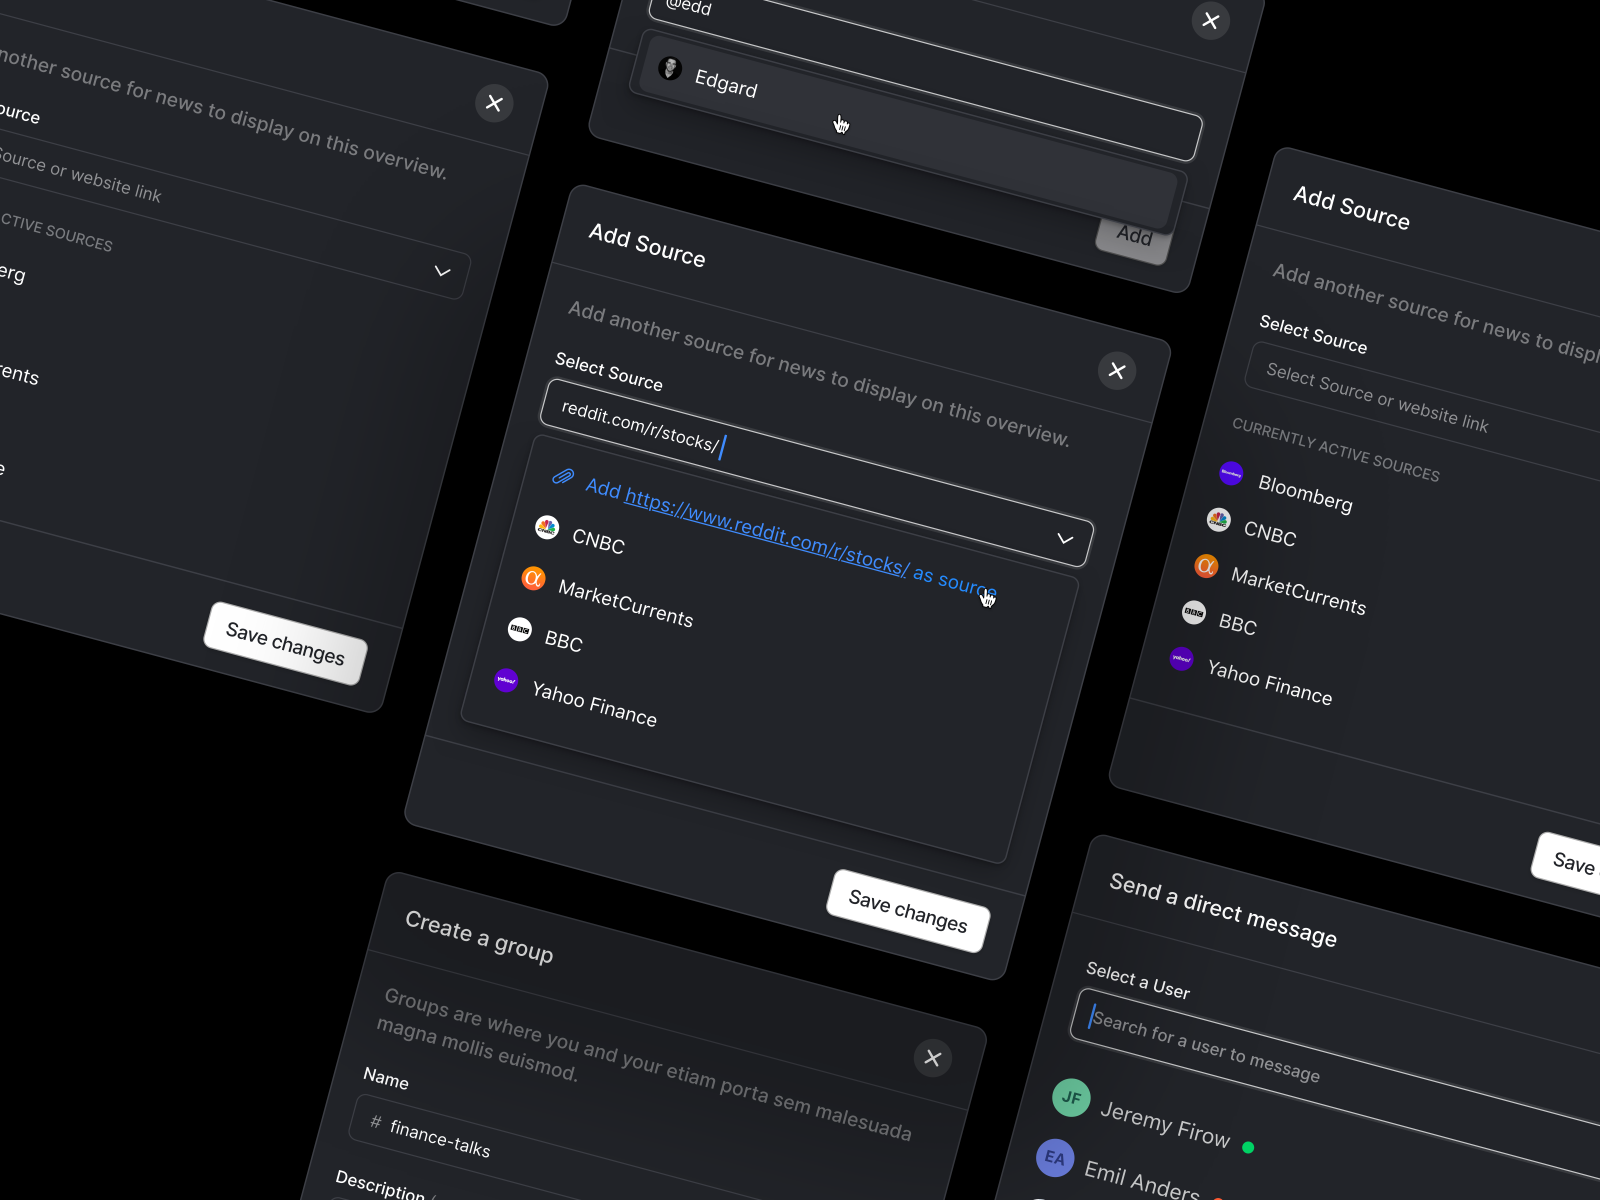 nother source for news to display on this overview.
ource
Source or website link
CTIVE SOURCES
erg
rents
e
Save changes
@edd
Edgard
Add
Add Source
Add another source for news to display on this overview.
Select Source
reddit.com/r/stocks/
Add https://www.reddit.com/r/stocks/ as source
CNBC
MarketCurrents
BBC
Yahoo Finance
Save changes
Add Source
Add another source for news to displ
Select Source
Select Source or website link
CURRENTLY ACTIVE SOURCES
Bloomberg
CNBC
MarketCurrents
BBC
Yahoo Finance
Save
Create a group
Groups are where you and your etiam porta sem malesuada
magna mollis euismod.
Name
# finance-talks
Description
Send a direct message
Select a User
Search for a user to message
JF Jeremy Firow
EA Emil Anders